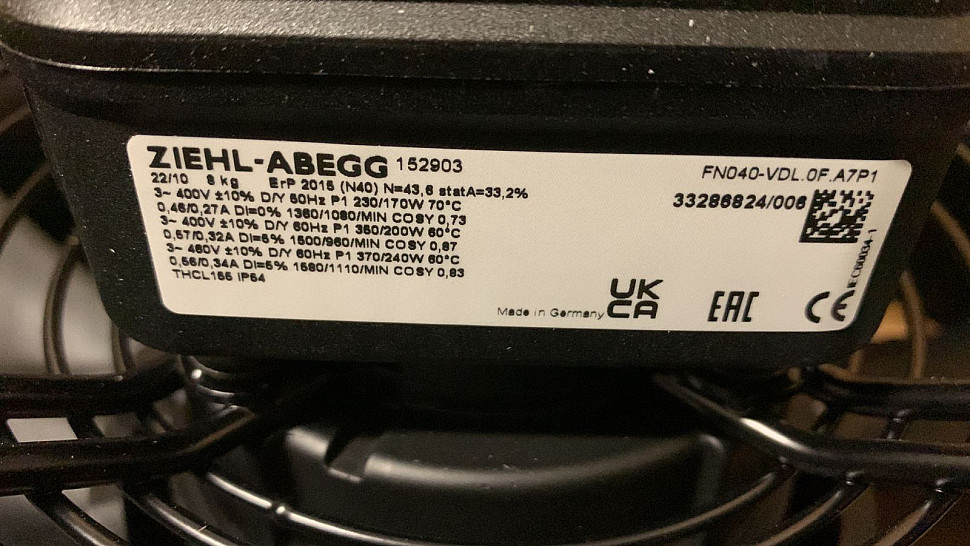 ZIEHL-ABEGG 152903
22/10 8 kg ErP 2015 (N40) N=43,6 statA=33,2%
3~ 400V ±10% D/Y 50Hz P1 230/170W 70°C
0,46/0,27A DI=0% 1360/1080/MIN COSY 0,73
3~ 400V ±10% D/Y 60Hz P1 350/200W 60°C
0,57/0,32A DI=5% 1500/960/MIN COSY 0,87
3~ 460V ±10% D/Y 60Hz P1 370/240W 60°C
0,56/0,34A DI=5% 1580/1110/MIN COSY 0,83
THCL155 IP54
FN040-VDL.0F.A7P1
33286824/006
IEC60034-1
Made in Germany
UK
CA
EAC
CE